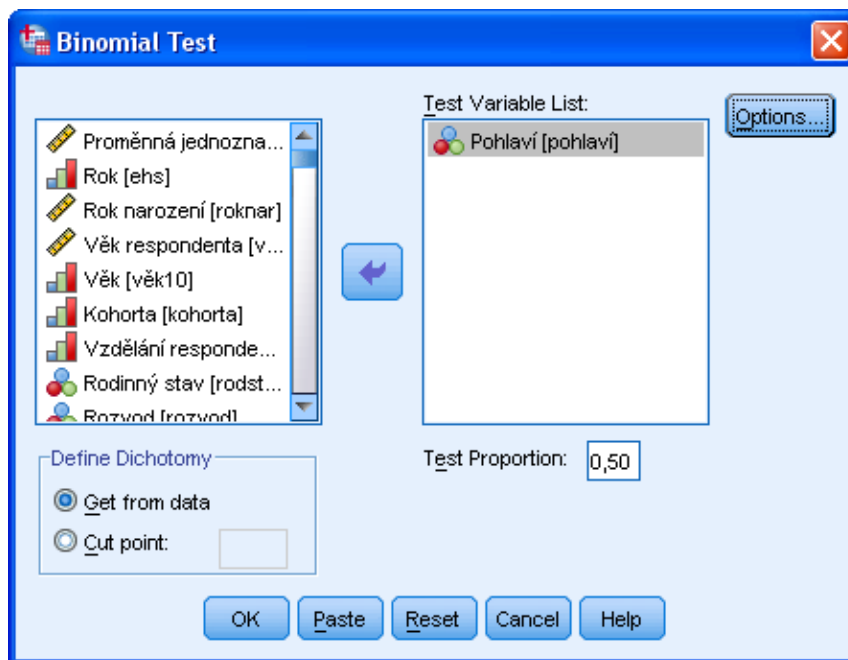 Binomial Test
Proměnná jednozna...
Rok [ehs]
Rok narození [roknar]
Věk respondenta [v...
Věk [věk10]
Kohorta [kohorta]
Vzdělání responde...
Rodinný stav [rodst...
Rozvod [rozvod]
Test Variable List:
Pohlaví [pohlaví]
Options...
Define Dichotomy
Get from data
Cut point:
Test Proportion:
0,50
OK
Paste
Reset
Cancel
Help